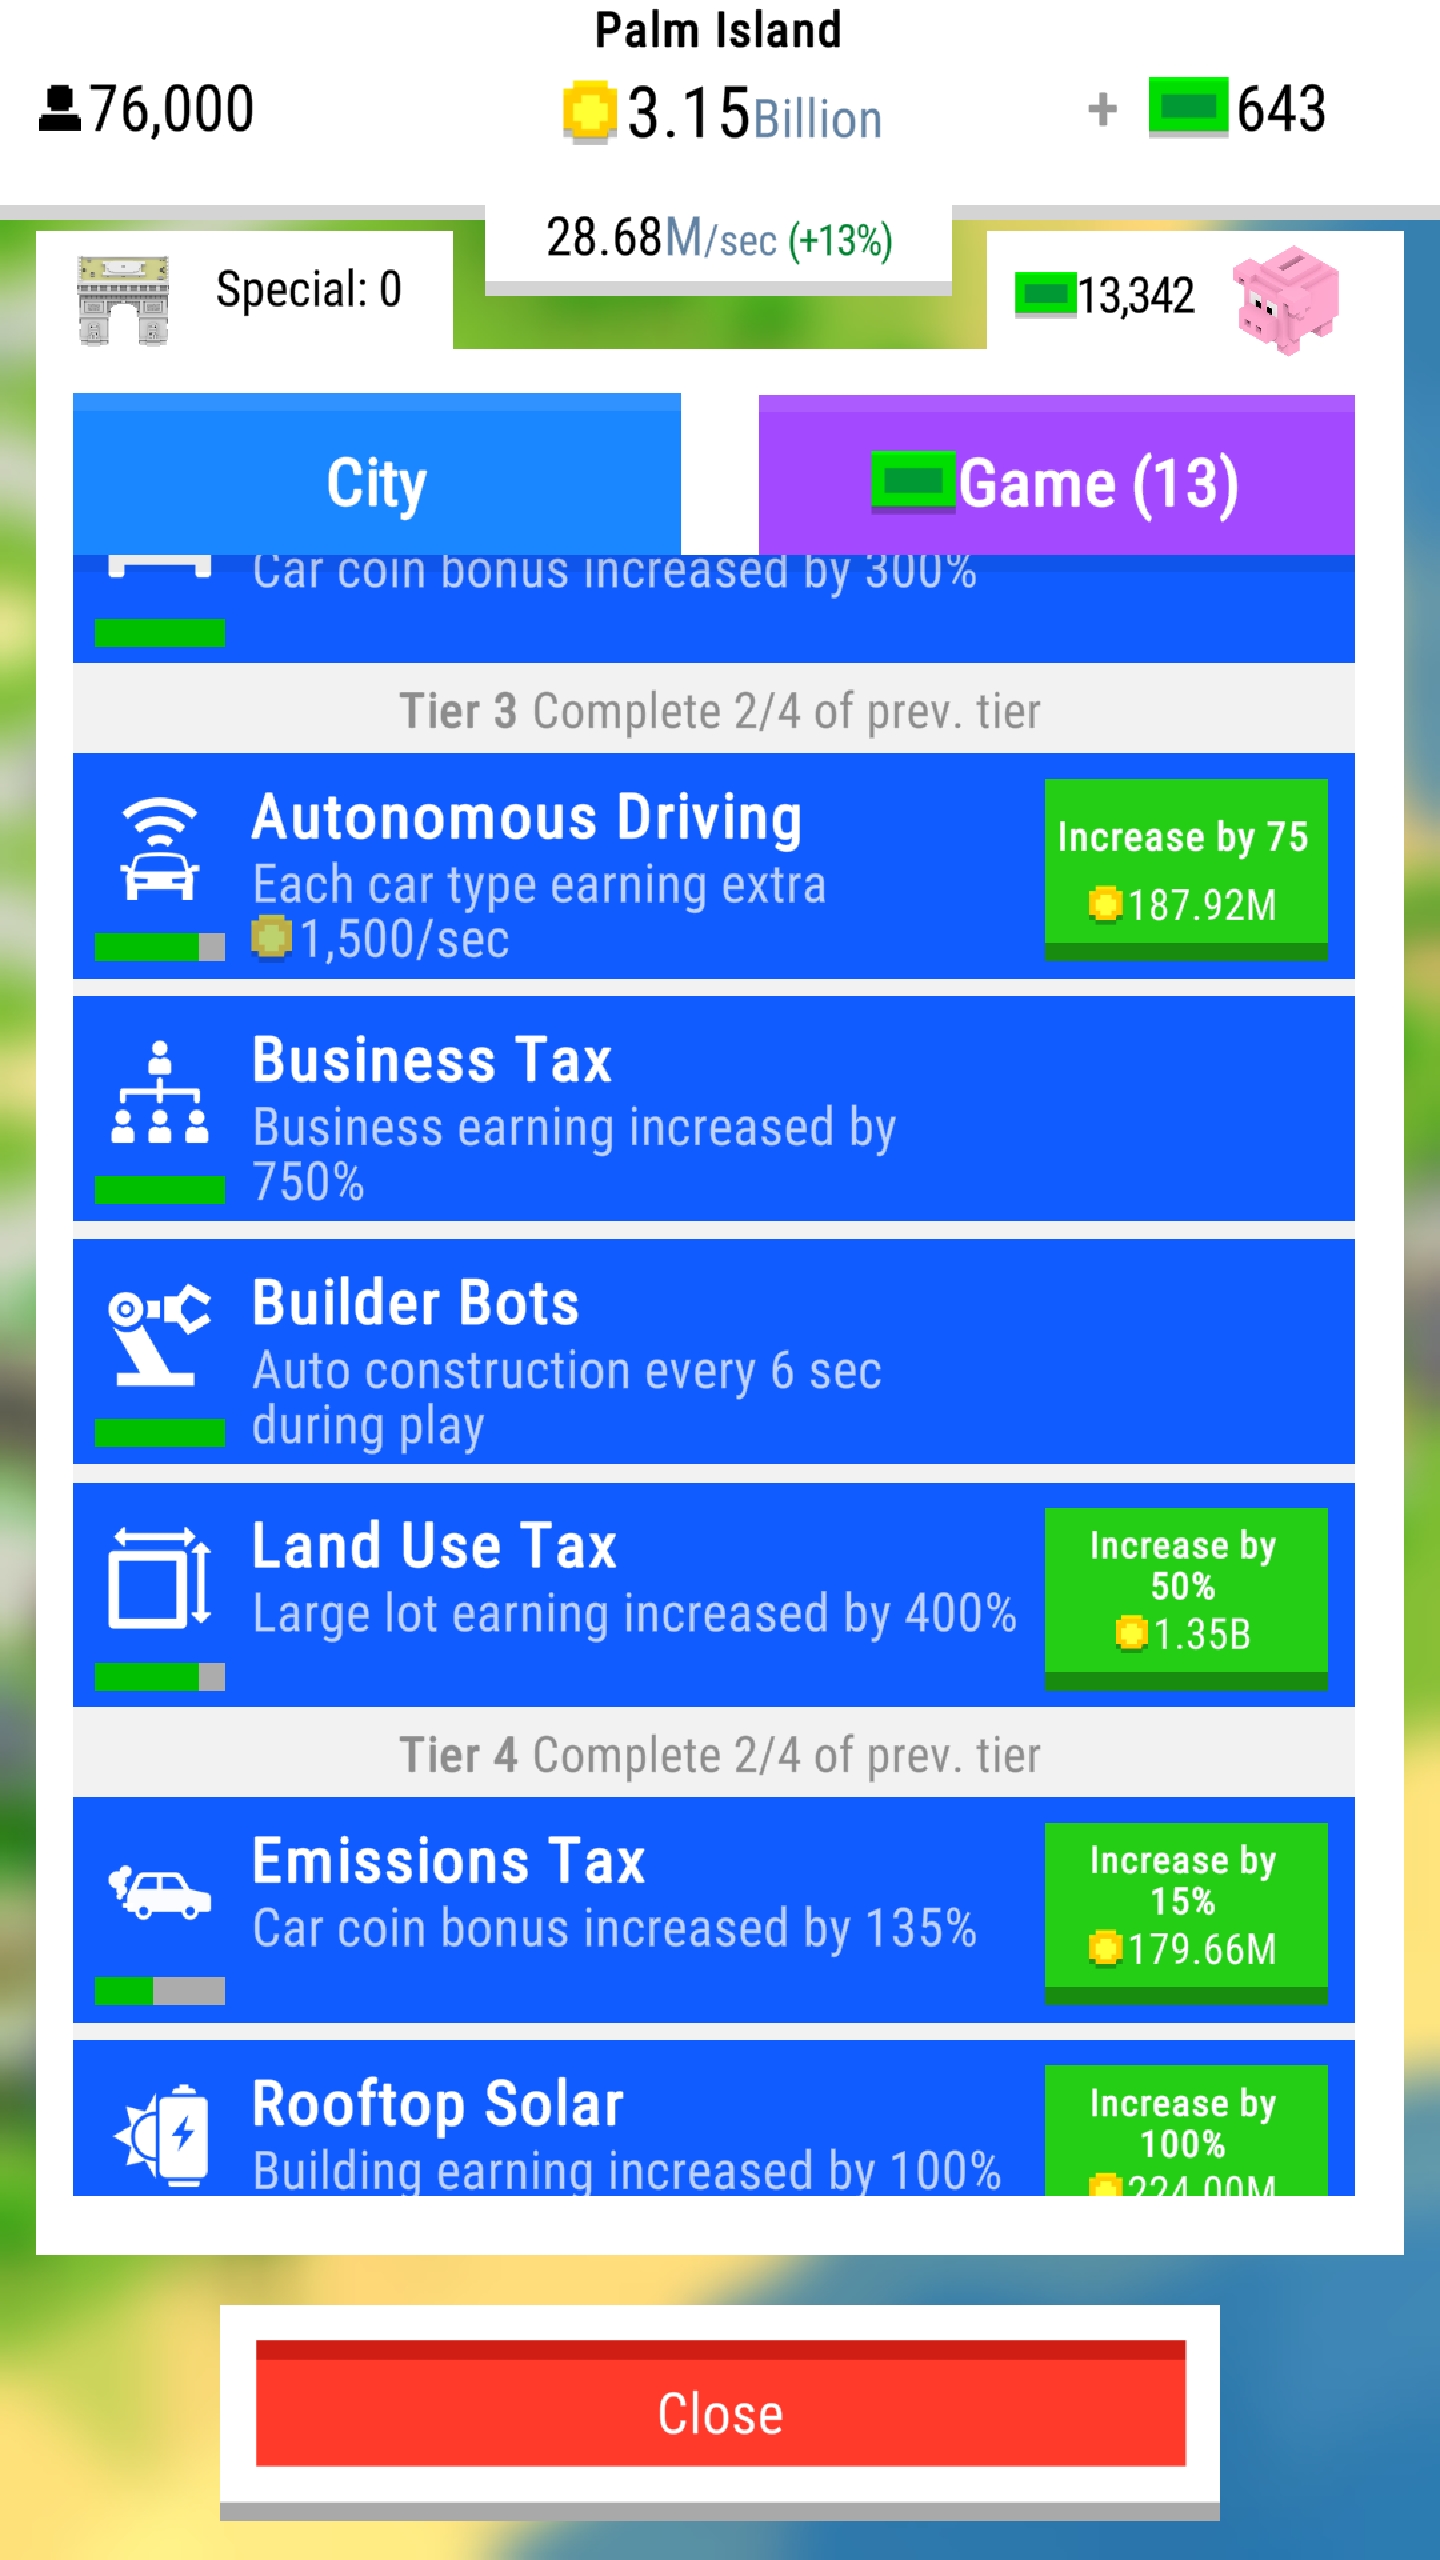 Palm Island
76,000
3.15Billion
+ 643
28.68M/sec (+13%)
Special: 0
13,342
City
Game (13)
Car coin bonus increased by 300%
Tier 3 Complete 2/4 of prev. tier
Autonomous Driving
Each car type earning extra
1,500/sec
Increase by 75
187.92M
Business Tax
Business earning increased by
750%
Builder Bots
Auto construction every 6 sec
during play
Land Use Tax
Large lot earning increased by 400%
Increase by
50%
1.35B
Tier 4 Complete 2/4 of prev. tier
Emissions Tax
Car coin bonus increased by 135%
Increase by
15%
179.66M
Rooftop Solar
Building earning increased by 100%
Increase by
100%
224.00M
Close